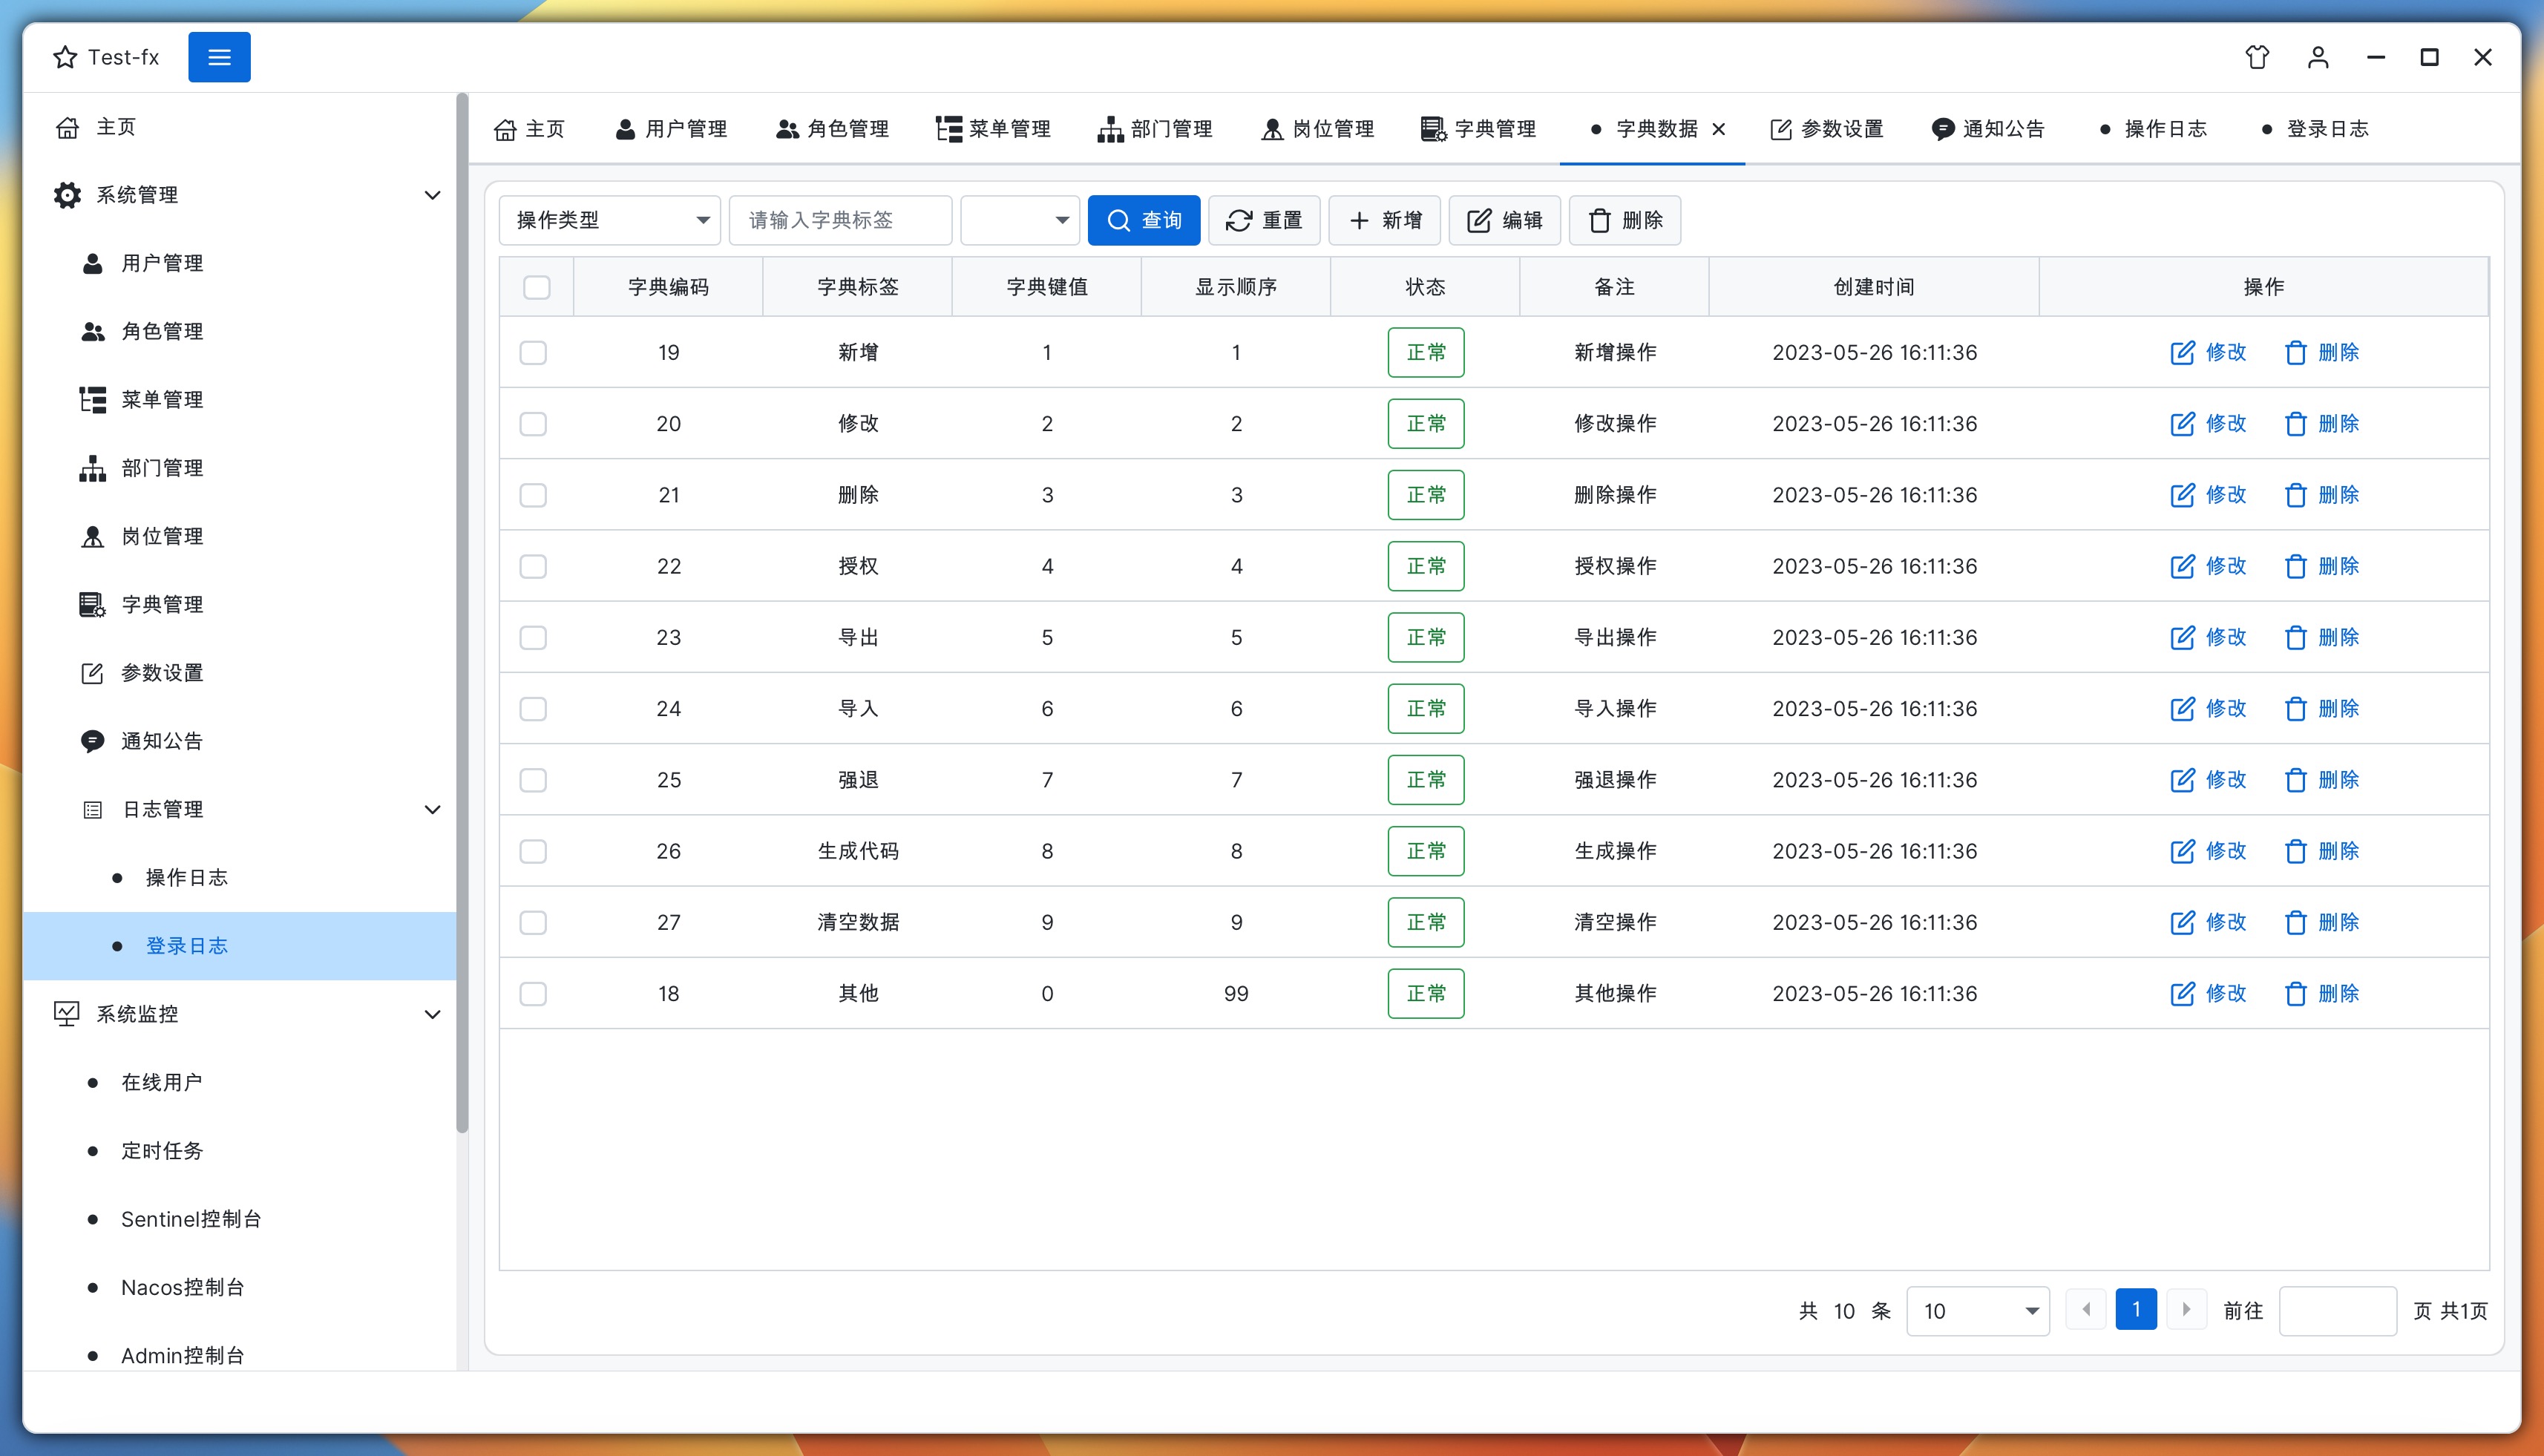 Test-fx
主页
系统管理
用户管理
角色管理
菜单管理
部门管理
岗位管理
字典管理
参数设置
通知公告
日志管理
操作日志
登录日志
系统监控
在线用户
定时任务
Sentinel控制台
Nacos控制台
Admin控制台
主页 用户管理 角色管理 菜单管理 部门管理 岗位管理 字典管理 字典数据 参数设置 通知公告 操作日志 登录日志
操作类型 请输入字典标签 查询 重置 新增 编辑 删除
字典编码 字典标签 字典键值 显示顺序 状态 备注 创建时间 操作
19 新增 1 1 正常 新增操作 2023-05-26 16:11:36 修改 删除
20 修改 2 2 正常 修改操作 2023-05-26 16:11:36 修改 删除
21 删除 3 3 正常 删除操作 2023-05-26 16:11:36 修改 删除
22 授权 4 4 正常 授权操作 2023-05-26 16:11:36 修改 删除
23 导出 5 5 正常 导出操作 2023-05-26 16:11:36 修改 删除
24 导入 6 6 正常 导入操作 2023-05-26 16:11:36 修改 删除
25 强退 7 7 正常 强退操作 2023-05-26 16:11:36 修改 删除
26 生成代码 8 8 正常 生成操作 2023-05-26 16:11:36 修改 删除
27 清空数据 9 9 正常 清空操作 2023-05-26 16:11:36 修改 删除
18 其他 0 99 正常 其他操作 2023-05-26 16:11:36 修改 删除
共 10 条 10 1 前往 页 共1页